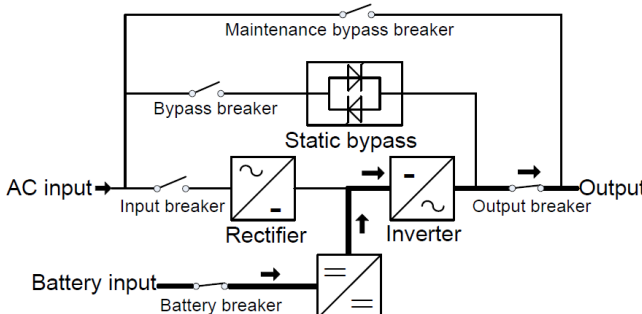 Maintenance bypass breaker
Bypass breaker
Static bypass
AC input
Input breaker
Rectifier
Inverter
Output breaker
Output
Battery input
Battery breaker